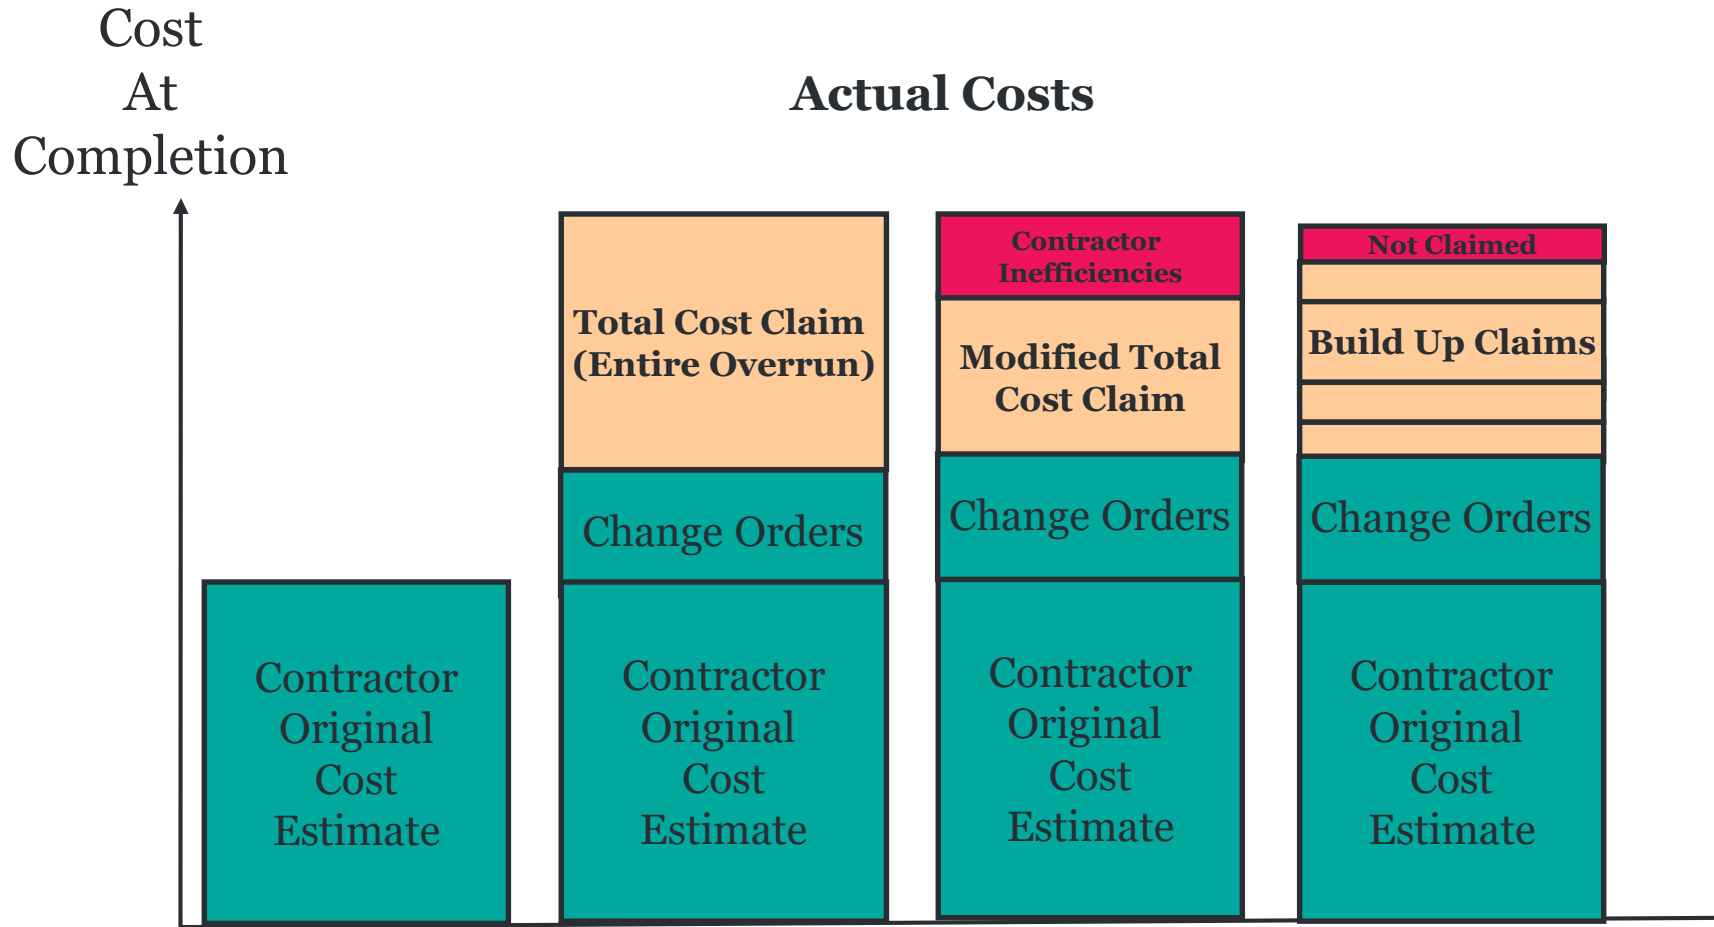 Cost
At
Completion
Actual Costs
Contractor
Original
Cost
Estimate
Total Cost Claim
(Entire Overrun)
Change Orders
Contractor
Original
Cost
Estimate
Contractor
Inefficiencies
Modified Total
Cost Claim
Change Orders
Contractor
Original
Cost
Estimate
Not Claimed
Build Up Claims
Change Orders
Contractor
Original
Cost
Estimate